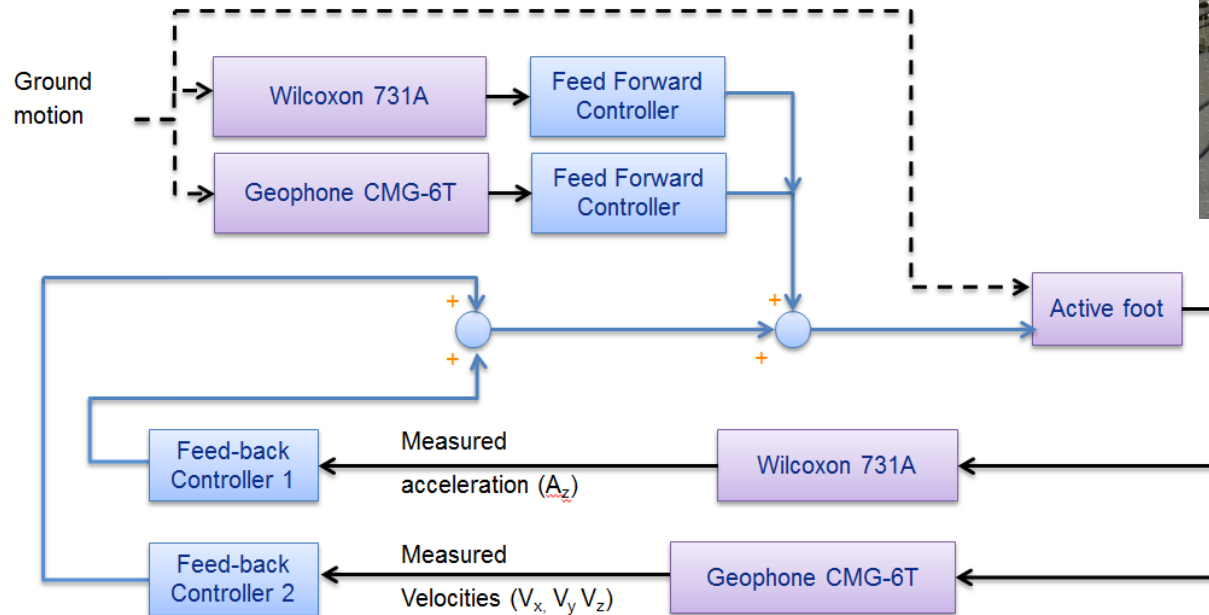 Ground
motion
Wilcoxon 731A
Feed Forward
Controller
Geophone CMG-6T
Feed Forward
Controller
+
+
+
+
Active foot
Feed-back
Controller 1
Measured
acceleration (Az)
Wilcoxon 731A
Feed-back
Controller 2
Measured
Velocities (Vx, Vy Vz)
Geophone CMG-6T